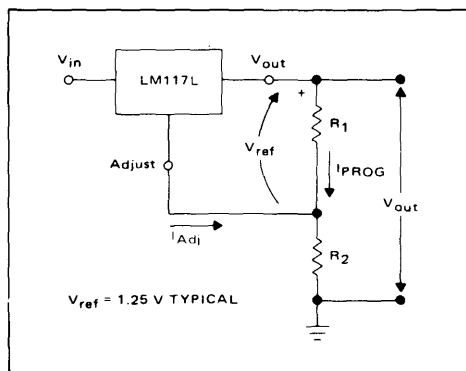 Vin
LM117L
Vout
+
R1
Vref
Adjust
IPROG
Vout
IAdj
R2
Vref = 1.25 V TYPICAL